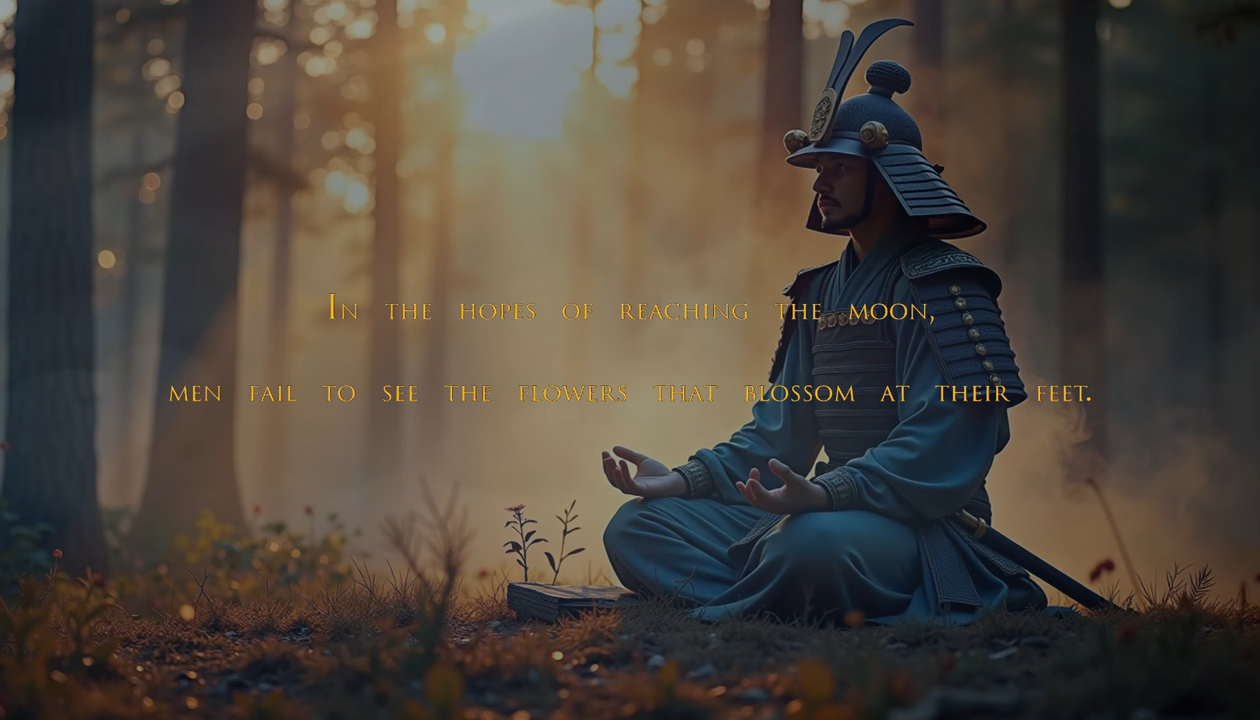 In the hopes of reaching the moon,
men fail to see the flowers that blossom at their feet.